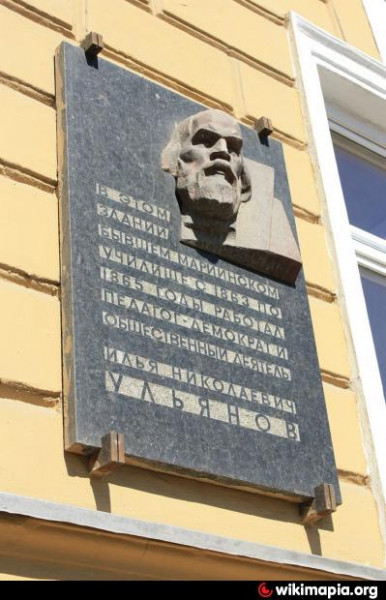 В ЭТОМ
ЗДАНИИ
БЫВШЕМ МАРИИНСКОМ
УЧИЛИЩЕ С 1863 ПО
1865 ГОДЫ РАБОТАЛ
ПЕДАГОГ-ДЕМОКРАТ И
ОБЩЕСТВЕННЫЙ ДЕЯТЕЛЬ
ИЛЬЯ НИКОЛАЕВИЧ
УЛЬЯНОВ
wikimapia.org